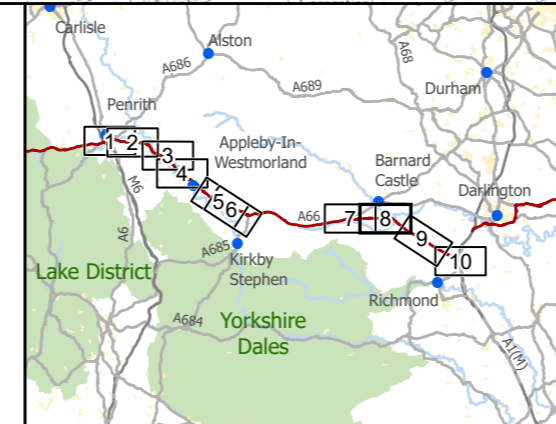 Carlisle
Alston
A686
A689
A68
Durham
Penrith
1
2
3
4
5
6
Appleby-In-
Westmorland
Barnard
Castle
Darlington
M6
A6
A66
7
8
9
10
A685
Kirkby
Stephen
Lake District
Richmond
A684
Yorkshire
Dales
A1(M)